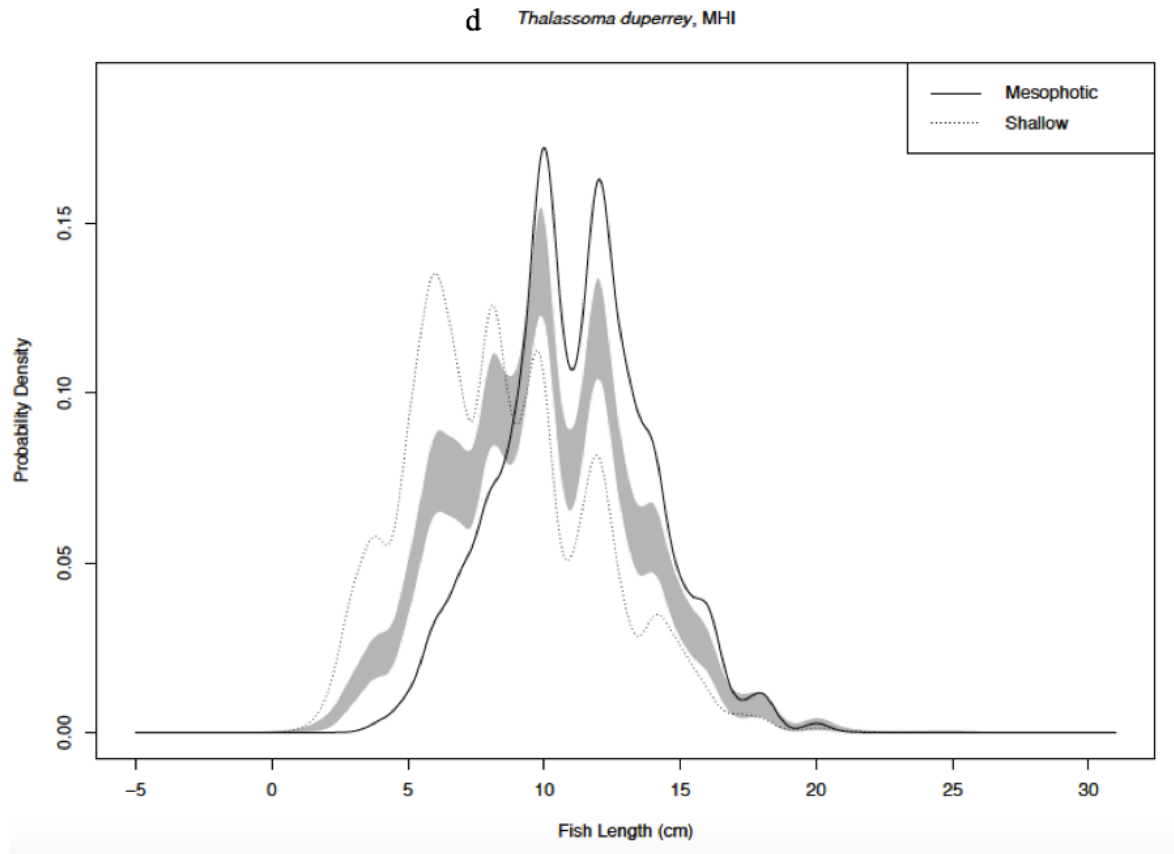 d Thalassoma duperrey, MHI
Mesophotic
Shallow
Probability Density
0.15
0.10
0.05
0.00
-5 0 5 10 15 20 25 30
Fish Length (cm)